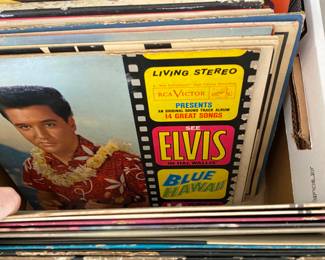 LIVING STEREO
RCA VICTOR
PRESENTS
AN ORIGINAL SOUND TRACK ALBUM
14 GREAT SONGS
SEE
ELVIS
IN HAL WALLIS'
BLUE
HAWAII